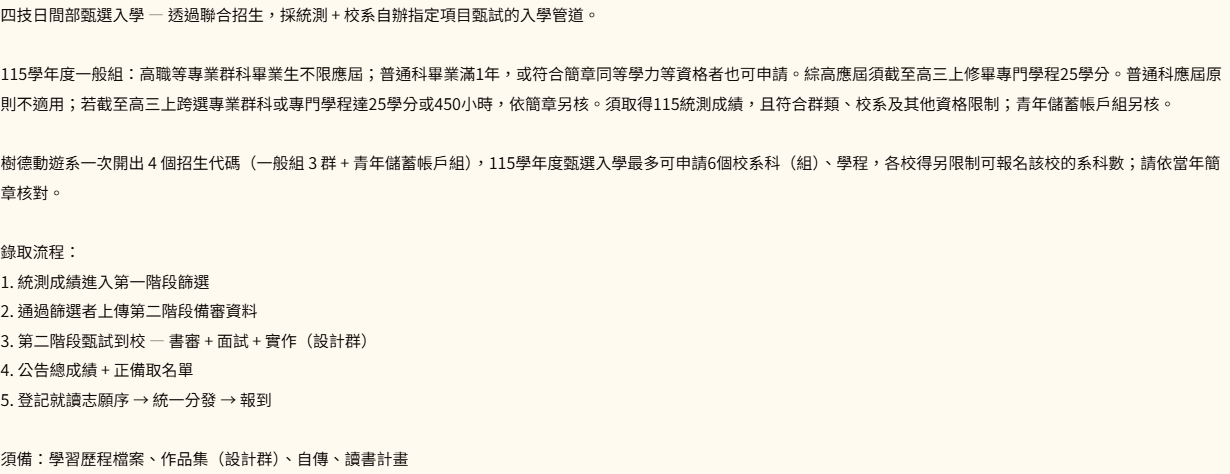 四技日間部甄選入學 — 透過聯合招生，採統測 + 校系自辦指定項目甄試的入學管道。
115學年度一般組：高職等專業群科畢業生不限應屆；普通科畢業滿1年，或符合簡章同等學力等資格者也可申請。綜高應屆須截至高三上修畢專門學程25學分。普通科應屆原
則不適用；若截至高三上跨選專業群科或專門學程達25學分或450小時，依簡章另核。須取得115統測成績，且符合群類、校系及其他資格限制；青年儲蓄帳戶組另核。
樹德動遊系一次開出 4 個招生代碼（一般組 3 群 + 青年儲蓄帳戶組），115學年度甄選入學最多可申請6個校系科（組）、學程，各校得另限制可報名該校的系科數；請依當年簡
章核對。
錄取流程：
1. 統測成績進入第一階段篩選
2. 通過篩選者上傳第二階段備審資料
3. 第二階段甄試到校 — 書審 + 面試 + 實作（設計群）
4. 公告總成績 + 正備取名單
5. 登記就讀志願序 → 統一分發 → 報到
須備：學習歷程檔案、作品集（設計群）、自傳、讀書計畫